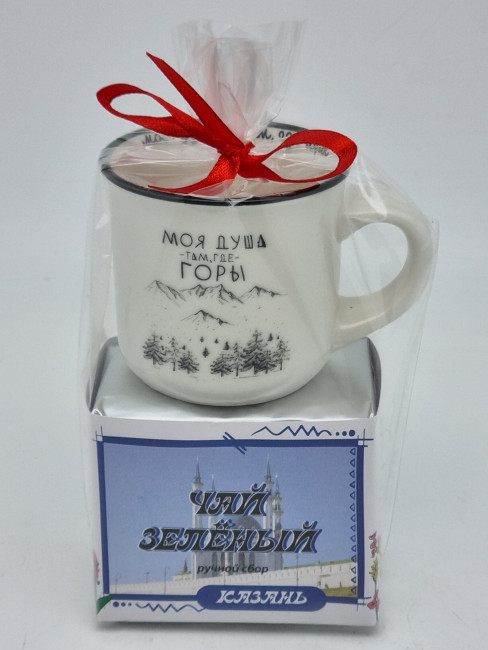 МОЯ ДУША
-ТАМ, ГДЕ-
ГОРЫ
ЧАЙ
ЗЕЛЁНЫЙ
ручной сбор
КАЗАНЬ